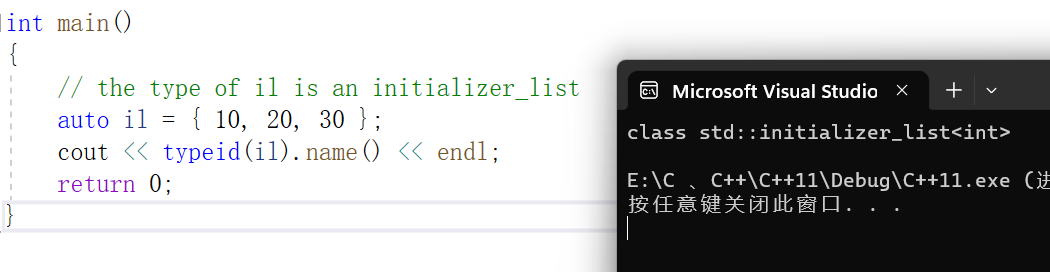 int main()
{
// the type of il is an initializer_list
auto il = { 10, 20, 30 };
cout << typeid(il).name() << endl;
return 0;
}
Microsoft Visual Studio
class std::initializer_list<int>
E:\C 、C++\C++11\Debug\C++11.exe (进
按任意键关闭此窗口. . .